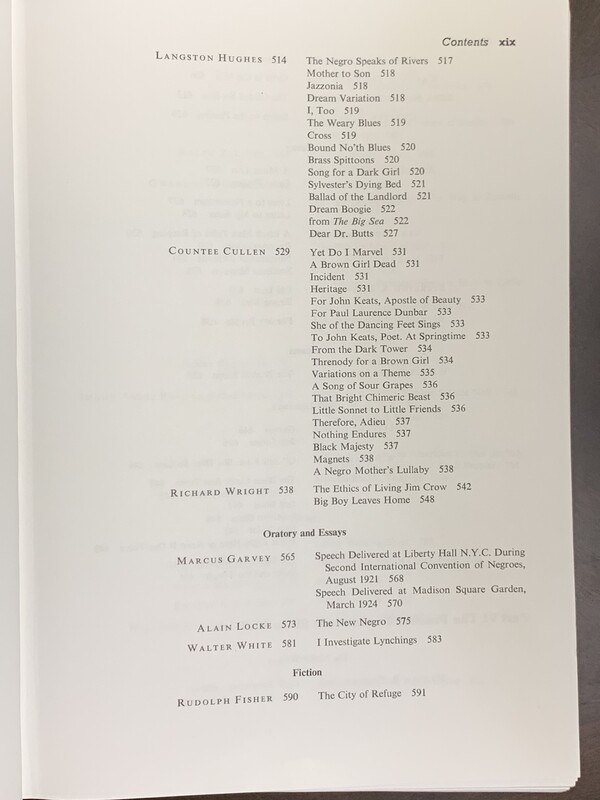 Contents xix
LANGSTON HUGHES 514 The Negro Speaks of Rivers 517
Mother to Son 518
Jazzonia 518
Dream Variation 518
I, Too 519
The Weary Blues 519
Cross 519
Bound No'th Blues 520
Brass Spittoons 520
Song for a Dark Girl 520
Sylvester's Dying Bed 521
Ballad of the Landlord 521
Dream Boogie 522
from The Big Sea 522
Dear Dr. Butts 527
COUNTEE CULLEN 529 Yet Do I Marvel 531
A Brown Girl Dead 531
Incident 531
Heritage 531
For John Keats, Apostle of Beauty 533
For Paul Laurence Dunbar 533
She of the Dancing Feet Sings 533
To John Keats, Poet. At Springtime 533
From the Dark Tower 534
Threnody for a Brown Girl 534
Variations on a Theme 535
A Song of Sour Grapes 536
That Bright Chimeric Beast 536
Little Sonnet to Little Friends 536
Therefore, Adieu 537
Nothing Endures 537
Black Majesty 537
Magnets 538
A Negro Mother's Lullaby 538
RICHARD WRIGHT 538 The Ethics of Living Jim Crow 542
Big Boy Leaves Home 548
Oratory and Essays
MARCUS GARVEY 565 Speech Delivered at Liberty Hall N.Y.C. During
Second International Convention of Negroes,
August 1921 568
Speech Delivered at Madison Square Garden,
March 1924 570
ALAIN LOCKE 573 The New Negro 575
WALTER WHITE 581 I Investigate Lynchings 583
Fiction
RUDOLPH FISHER 590 The City of Refuge 591